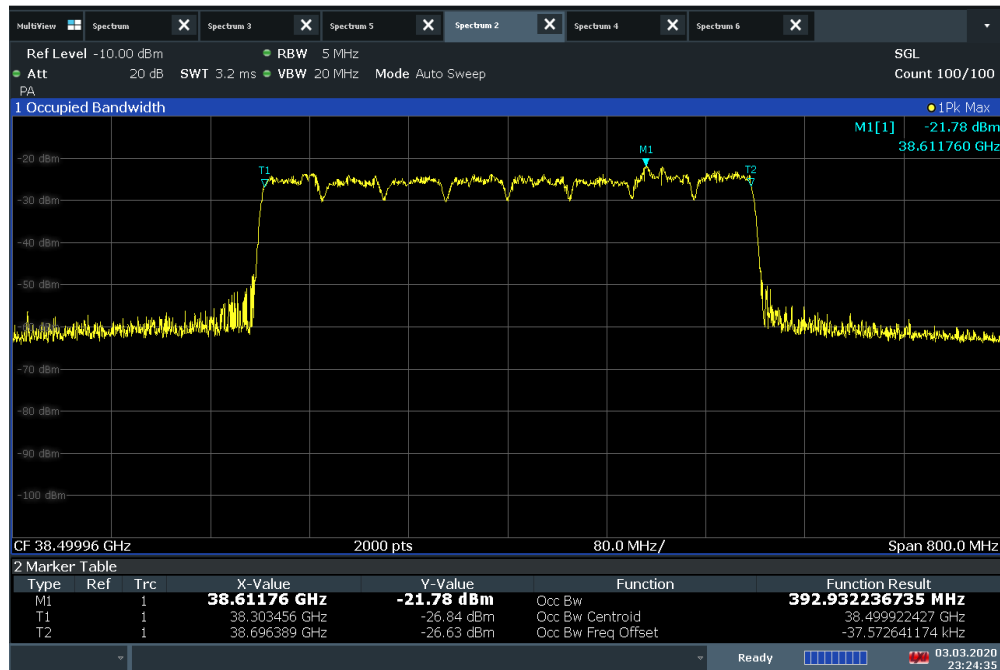 MultiView Spectrum Spectrum 3 Spectrum 5 Spectrum 2 Spectrum 4 Spectrum 6
Ref Level -10.00 dBm RBW 5 MHz SGL
Att 20 dB SWT 3.2 ms VBW 20 MHz Mode Auto Sweep Count 100/100
PA
1 Occupied Bandwidth 1Pk Max
M1[1] -21.78 dBm
38.611760 GHz
M1
-20 dBm
T1 T2
-30 dBm
-40 dBm
-50 dBm
-70 dBm
-80 dBm
-90 dBm
-100 dBm
CF 38.49996 GHz 2000 pts 80.0 MHz/ Span 800.0 MHz
2 Marker Table
Type Ref Trc X-Value Y-Value Function Function Result
M1 1 38.61176 GHz -21.78 dBm Occ Bw 392.932236735 MHz
T1 1 38.303456 GHz -26.84 dBm Occ Bw Centroid 38.499922427 GHz
T2 1 38.696389 GHz -26.63 dBm Occ Bw Freq Offset -37.572641174 kHz
Ready 03.03.2020
23:24:35